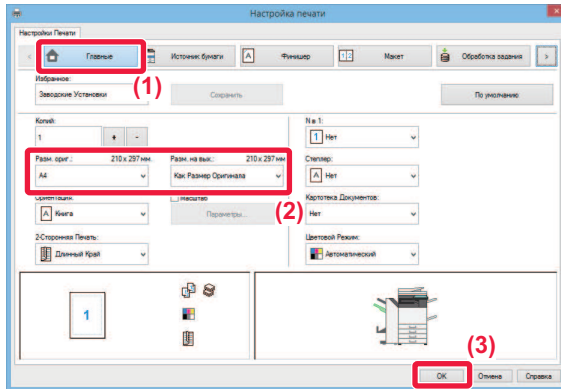 Настройка печати
Настройки Печати
Главные Источник бумаги Финишер Макет Обработка задания
(1)
Избранное:
Заводские Установки Сохранить По умолчанию
Копий: N в 1:
1 + - 1 Нет
Разм. ориг.: 210 x 297 мм. Разм. на вых.: 210 x 297 мм Степлер:
A4 Как Размер Оригинала A Нет
(2)
Ориентация: Масштаб Картотека Документов:
A Книга Параметры... Нет
2-Сторонняя Печать: Цветовой Режим:
Длинный Край Автоматический
1
(3)
OK Отмена Справка